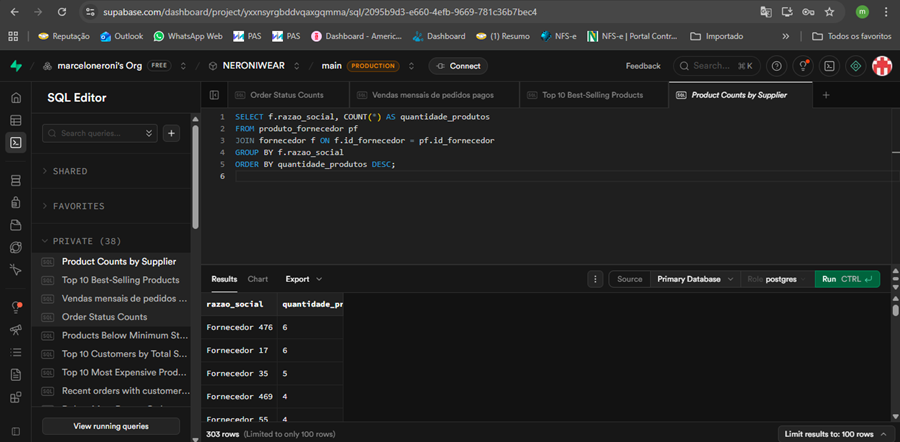 supabase.com/dashboard/project/yxxnsyrgbddvqaxgqmma/sql/2095b9d3-e660-4efb-9669-781c36b7bec4
m
Reputação
Outlook
WhatsApp Web
PAS
PAS
Dashboard - Americ...
Dashboard
(1) Resumo
NFS-e
NFS-e | Portal Contr...
Importado
»
Todos os favoritos
marceloneroni's Org
FREE
/
NERONIWEAR
/
main
PRODUCTION
Connect
Feedback
Search...
⌘K
SQL Editor
Order Status Counts
Vendas mensais de pedidos pagos
Top 10 Best-Selling Products
Product Counts by Supplier
+
Search queries...
+
SHARED
FAVORITES
PRIVATE (38)
Product Counts by Supplier
Top 10 Best-Selling Products
Vendas mensais de pedidos ...
Order Status Counts
Products Below Minimum St...
Top 10 Customers by Total S...
Top 10 Most Expensive Prod...
Recent orders with customer...
View running queries
1 SELECT f.razao_social, COUNT(*) AS quantidade_produtos
2 FROM produto_fornecedor pf
3 JOIN fornecedor f ON f.id_fornecedor = pf.id_fornecedor
4 GROUP BY f.razao_social
5 ORDER BY quantidade_produtos DESC;
6
Results
Chart
Export
Source
Primary Database
Role
postgres
Run CTRL ↵
razao_social quantidade_pr
Fornecedor 476 6
Fornecedor 17 6
Fornecedor 35 5
Fornecedor 469 4
Fornecedor 55 4
303 rows (Limited to only 100 rows)
Limit results to: 100 rows